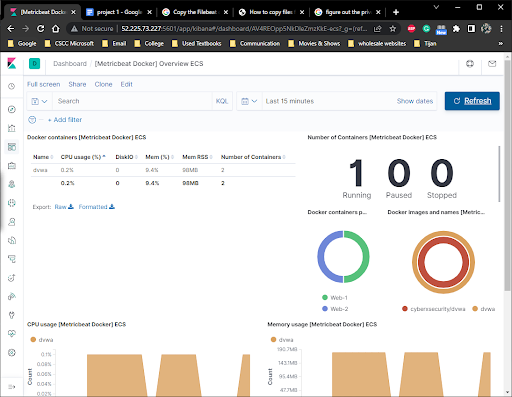 [Metricbeat Docker] Overview ECS
project 1 - Google
Copy the Filebeat
How to copy files
figure out the priv
Not secure | 52.225.73.227:5601/app/kibana#/dashboard/AV4REOpp5NkDleZmzKkE-ecs?_g=(ref...
New
Google
CSCC Microsoft
Email
College
Used Textbooks
Communication
Movies & Shows
wholesale websites
Tijan
D
Dashboard / [Metricbeat Docker] Overview ECS
Full screen Share Clone Edit
Search KQL Last 15 minutes Show dates Refresh
+ Add filter
Docker containers [Metricbeat Docker] ECS
Name CPU usage (%) DiskIO Mem (%) Mem RSS Number of Containers
dvwa 0.2% 0 9.4% 98MB 2
0.2% 0 9.4% 98MB 2
Export: Raw Formatted
Number of Containers [Metricbeat Docker] ECS
1 0 0
Running Paused Stopped
Docker containers p...
Web-1
Web-2
Docker images and names [Metric...
cyberxsecurity/dvwa dvwa
CPU usage [Metricbeat Docker] ECS
dvwa
0.1%
0.1%
0.1%
0.1%
Count
Memory usage [Metricbeat Docker] ECS
dvwa
190.7MB
143.1MB
95.4MB
47.7MB
Count